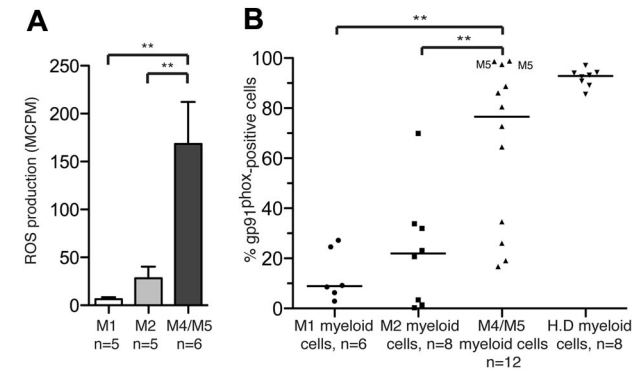 A
ROS production (MCPM)
250
200
150
100
50
0
**
**
M1
n=5
M2
n=5
M4/M5
n=6
B
% gp91phox-positive cells
100
80
60
40
20
0
**
**
M5
M5
M1 myeloid
cells, n=6
M2 myeloid
cells, n=8
M4/M5
myeloid cells
n=12
H.D myeloid
cells, n=8